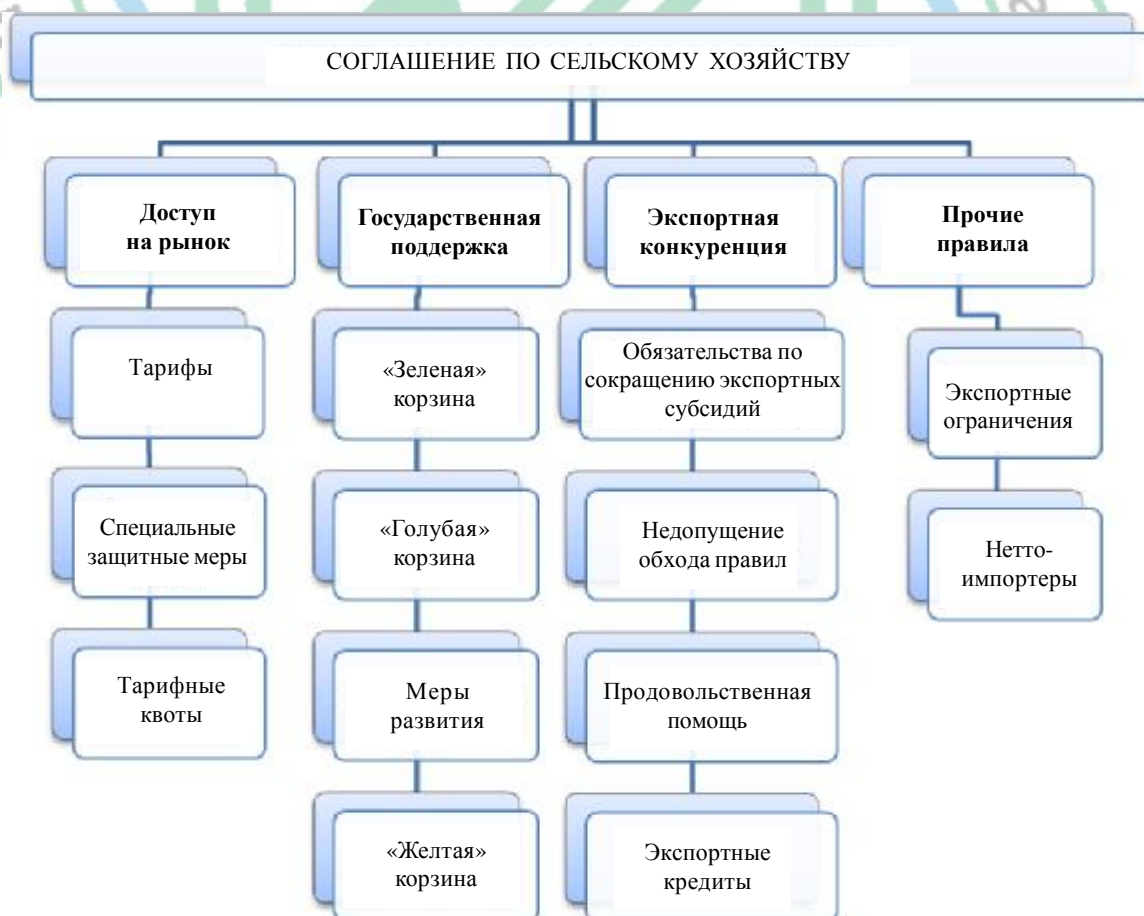 СОГЛАШЕНИЕ ПО СЕЛЬСКОМУ ХОЗЯЙСТВУ
Доступ
на рынок
Тарифы
Специальные
защитные меры
Тарифные
квоты
Государственная
поддержка
«Зеленая»
корзина
«Голубая»
корзина
Меры
развития
«Желтая»
корзина
Экспортная
конкуренция
Обязательства по
сокращению экспортных
субсидий
Недопущение
обхода правил
Продовольственная
помощь
Экспортные
кредиты
Прочие
правила
Экспортные
ограничения
Нетто-
импортеры